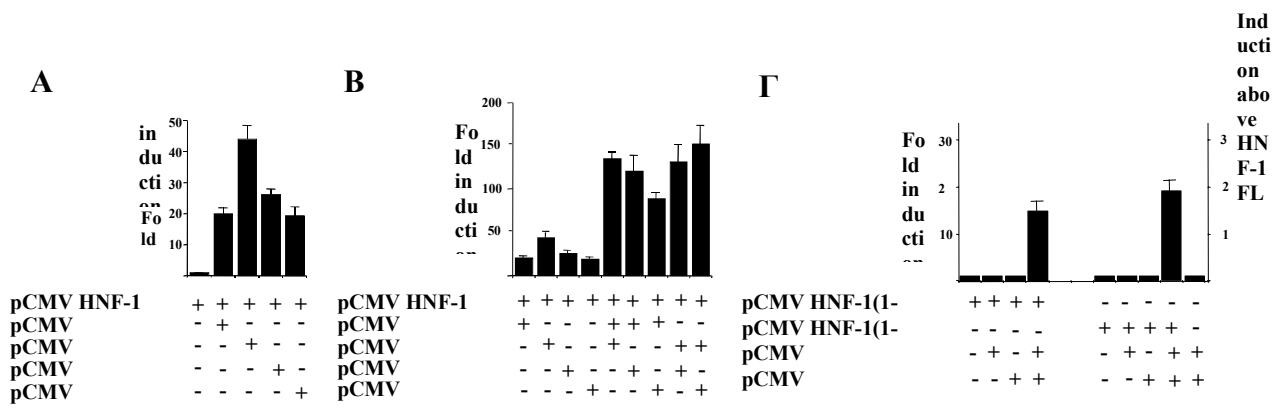 Α
in
du
cti
Fo
ld
50
40
30
20
10
pCMV HNF-1 + + + + +
pCMV - + - - -
pCMV - - + - -
pCMV - - - + -
pCMV - - - - +
Β
Fo
ld
in
du
cti
200
150
100
50
pCMV HNF-1 + + + + + + + + +
pCMV + - - - + + + - -
pCMV - + - - + - - + +
pCMV - - + - - + - + -
pCMV - - - + - - + - +
Γ
Fo
ld
in
du
cti
on
30
2
10
Ind
ucti
on
abo
ve
HN
F-1
FL
3
2
1
pCMV HNF-1(1- + + + + - - - - -
pCMV HNF-1(1- - - - - + + + + -
pCMV - + - + - + - + +
pCMV - - + + - - + + +